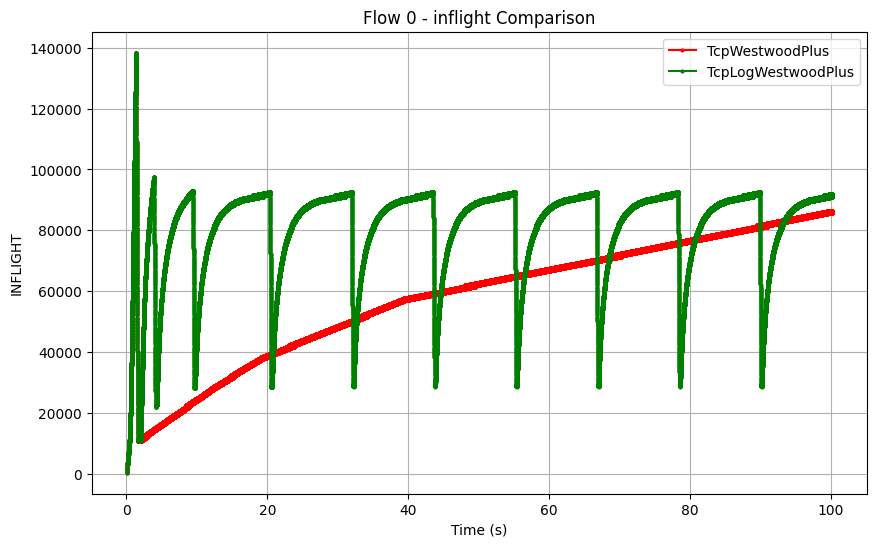 Flow 0 - inflight Comparison
TcpWestwoodPlus
TcpLogWestwoodPlus
INFLIGHT
140000
120000
100000
80000
60000
40000
20000
0
0 20 40 60 80 100
Time (s)